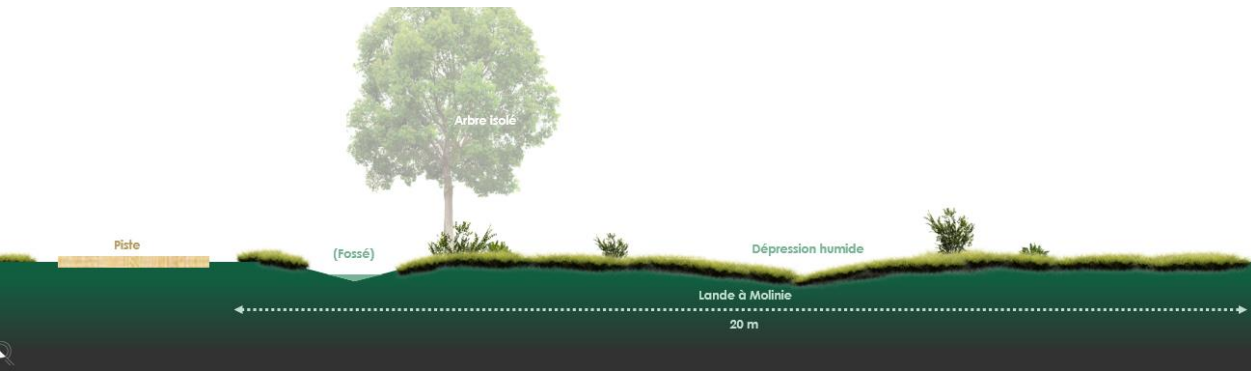 Arbre isolé
Piste
(Fossé)
Dépression humide
Lande à Molinie
20 m